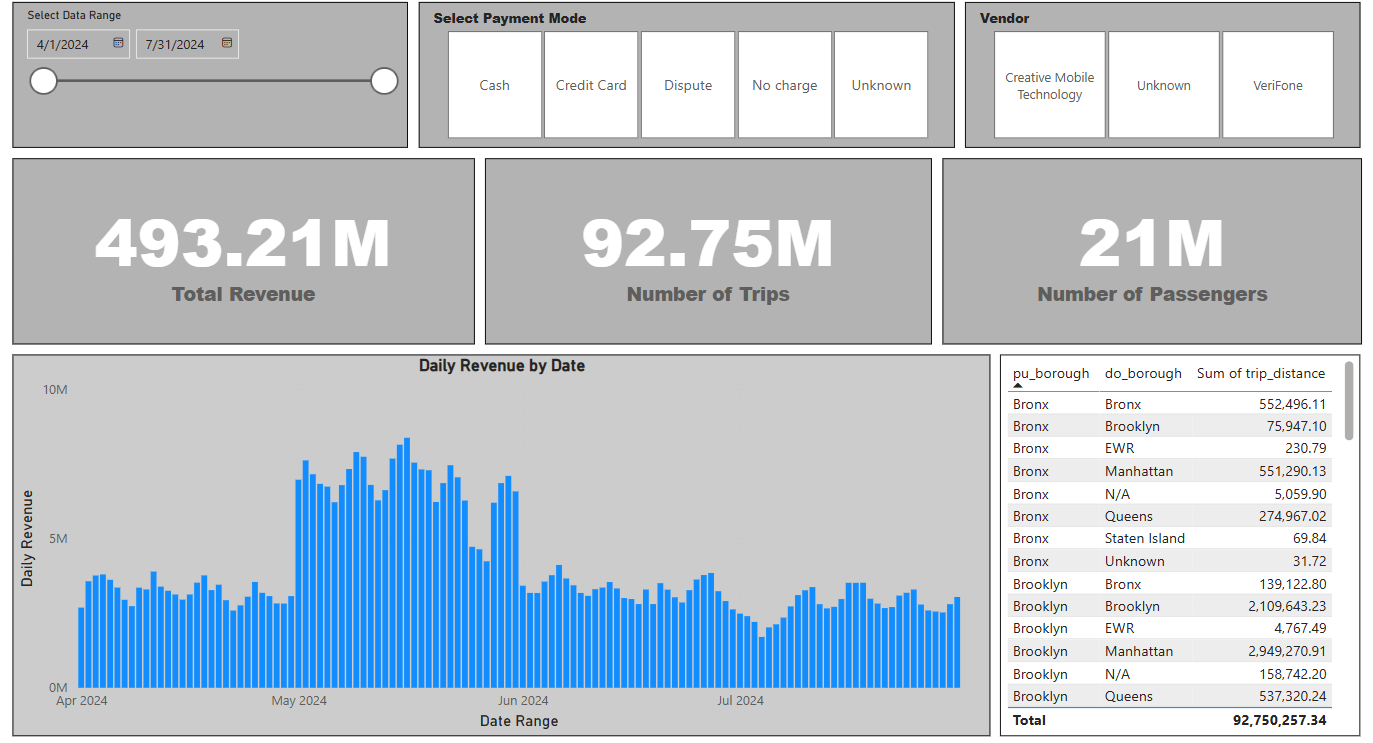 Select Data Range
4/1/2024
7/31/2024
Select Payment Mode
Cash
Credit Card
Dispute
No charge
Unknown
Vendor
Creative Mobile
Technology
Unknown
VeriFone
493.21M
Total Revenue
92.75M
Number of Trips
21M
Number of Passengers
Daily Revenue by Date
Daily Revenue
10M
5M
0M
Apr 2024
May 2024
Jun 2024
Jul 2024
Date Range
pu_borough do_borough Sum of trip_distance
Bronx Bronx 552,496.11
Bronx Brooklyn 75,947.10
Bronx EWR 230.79
Bronx Manhattan 551,290.13
Bronx N/A 5,059.90
Bronx Queens 274,967.02
Bronx Staten Island 69.84
Bronx Unknown 31.72
Brooklyn Bronx 139,122.80
Brooklyn Brooklyn 2,109,643.23
Brooklyn EWR 4,767.49
Brooklyn Manhattan 2,949,270.91
Brooklyn N/A 158,742.20
Brooklyn Queens 537,320.24
Total 92,750,257.34